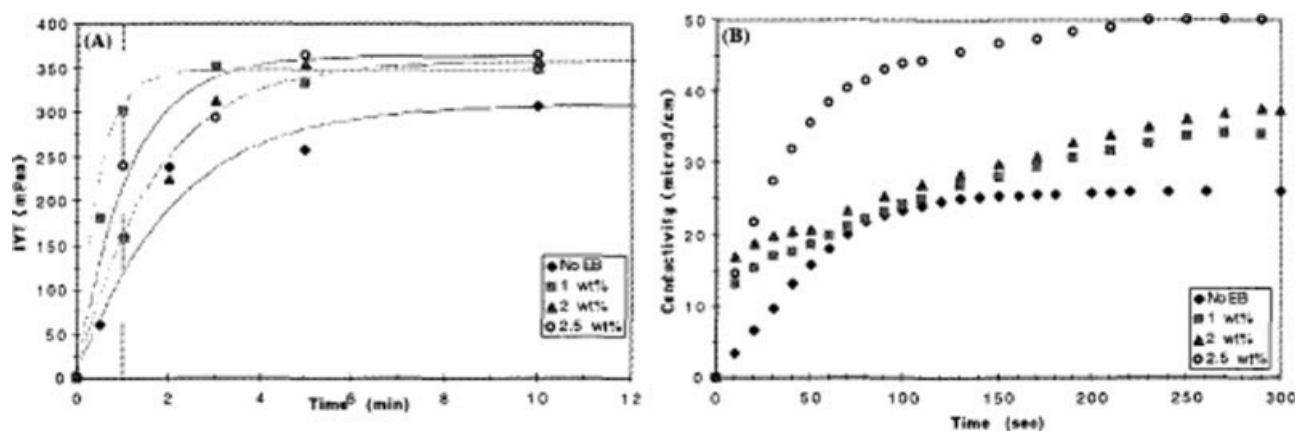 (A)
400
350
300
250
200
150
100
50
0
IYT (mPas)
0 2 4 6 8 10 12
Time (min)
No EB
1 wt%
2 wt%
2.5 wt%
(B)
50
40
30
20
10
0
Conductivity (microS/cm)
0 50 100 150 200 250 300
Time (sec)
No EB
1 wt%
2 wt%
2.5 wt%